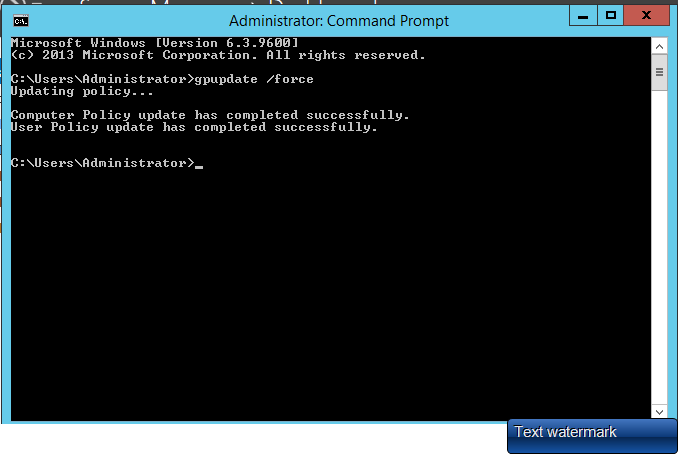 Administrator: Command Prompt
Microsoft Windows [Version 6.3.9600]
(c) 2013 Microsoft Corporation. All rights reserved.
C:\Users\Administrator>gpupdate /force
Updating policy...
Computer Policy update has completed successfully.
User Policy update has completed successfully.
C:\Users\Administrator>_
Text watermark